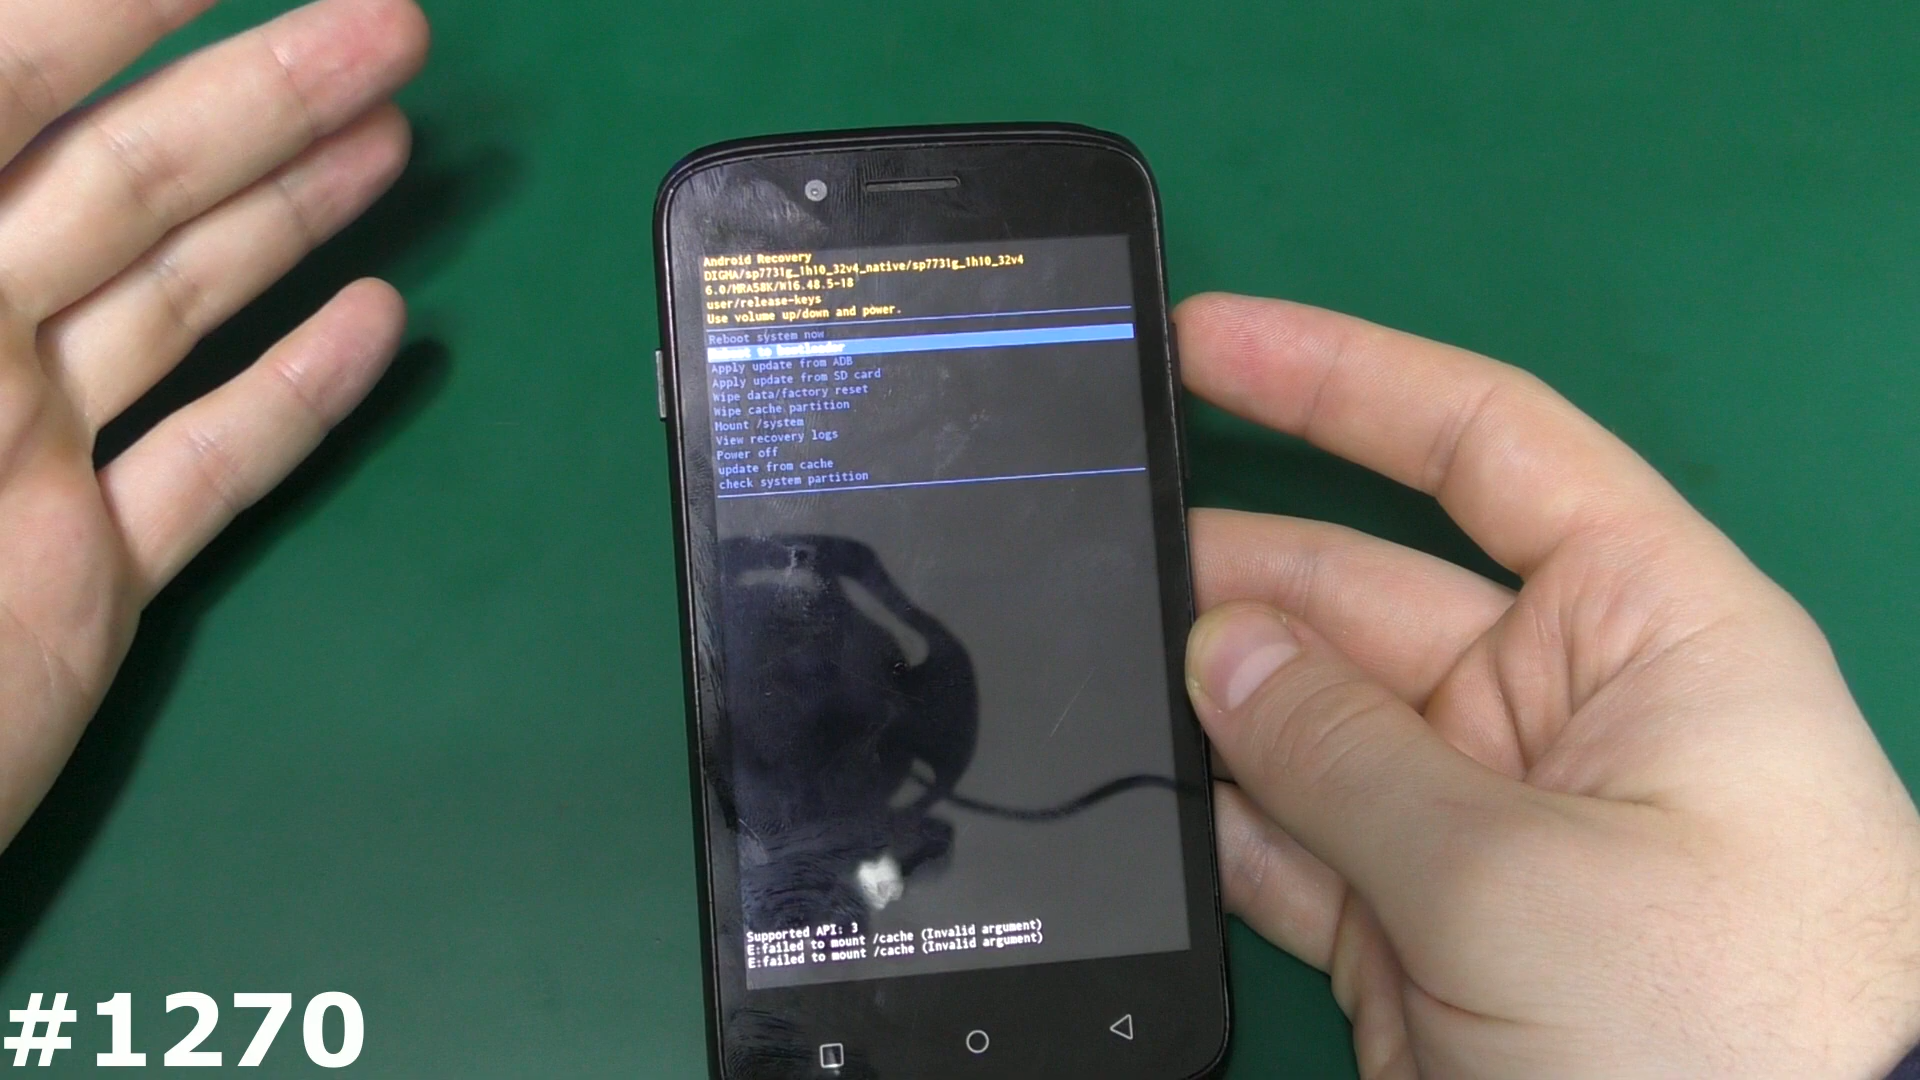 Android Recovery
DIGMA/sp7731g_1h10_32v4_native/sp7731g_1h10_32v4
6.0/MRA58K/W16.48.5-18
user/release-keys
Use volume up/down and power.
Reboot system now
Reboot to bootloader
Apply update from ADB
Apply update from SD card
Wipe data/factory reset
Wipe cache partition
Mount /system
View recovery logs
Power off
update from cache
check system partition
Supported API: 3
E:failed to mount /cache (Invalid argument)
E:failed to mount /cache (Invalid argument)
#1270